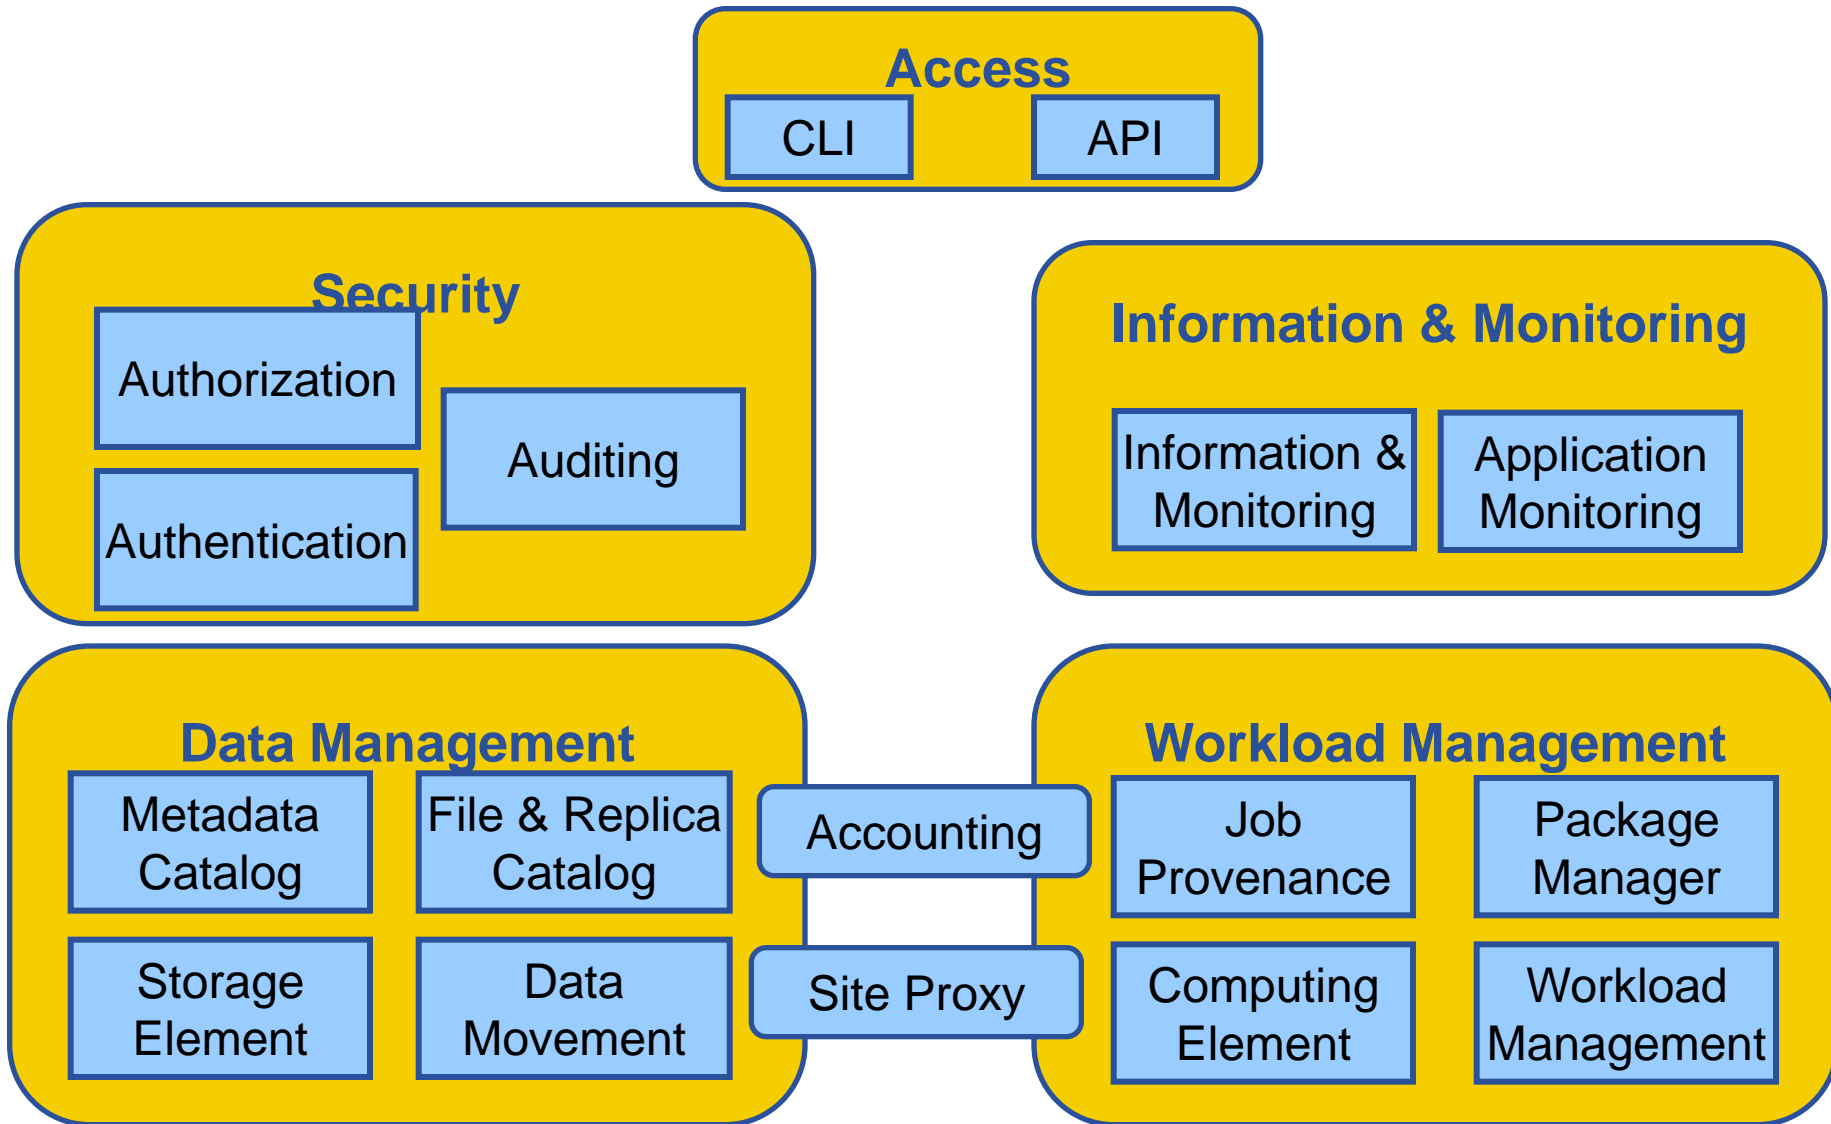 Access
CLI
API
Security
Authorization
Auditing
Authentication
Information & Monitoring
Information &
Monitoring
Application
Monitoring
Data Management
Metadata
Catalog
File & Replica
Catalog
Storage
Element
Data
Movement
Accounting
Site Proxy
Workload Management
Job
Provenance
Package
Manager
Computing
Element
Workload
Management